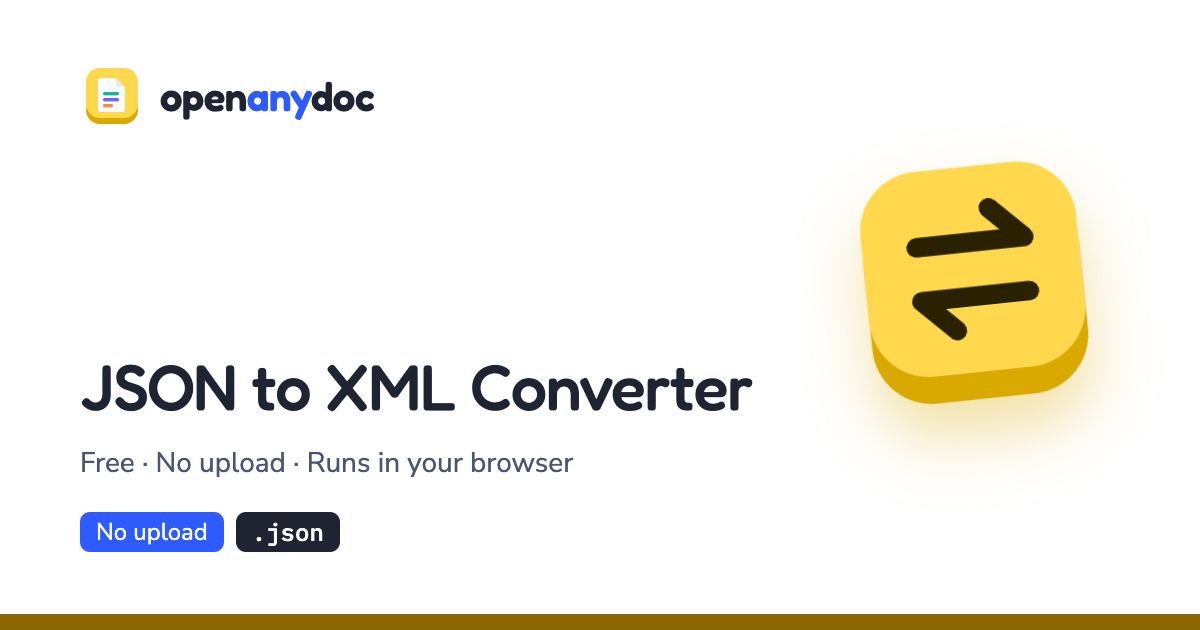 openanydoc
JSON to XML Converter
Free · No upload · Runs in your browser
No upload .json